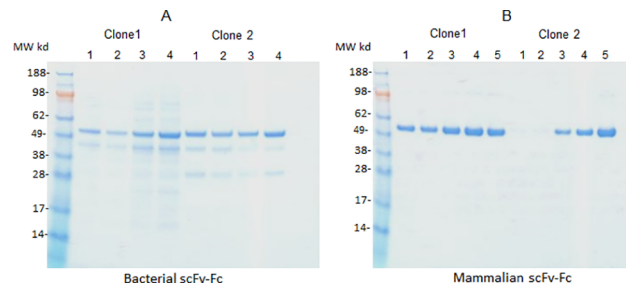 A
Clone1 Clone 2
MW kd 1 2 3 4 1 2 3 4
188-
98-
62-
49-
38-
28-
17-
14-
Bacterial scFv-Fc
B
Clone1 Clone 2
MW kd 1 2 3 4 5 1 2 3 4 5
188-
98-
62-
49-
38-
28-
17-
14-
Mammalian scFv-Fc